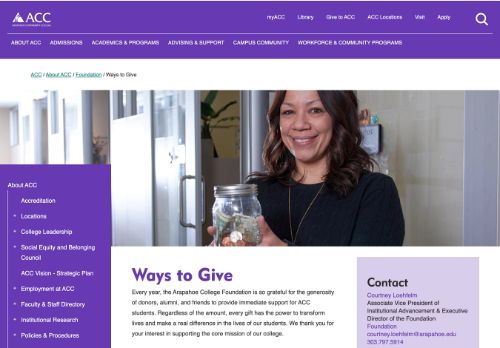 ACC
myACC Library Give to ACC ACC Locations Visit Apply
ABOUT ACC ADMISSIONS ACADEMICS & PROGRAMS ADVISING & SUPPORT CAMPUS COMMUNITY WORKFORCE & COMMUNITY PROGRAMS
ACC / About ACC / Foundation / Ways to Give
About ACC
Accreditation
Locations
College Leadership
Social Equity and Belonging
Council
ACC Vision - Strategic Plan
Employment at ACC
Faculty & Staff Directory
Institutional Research
Policies & Procedures
Ways to Give
Every year, the Arapahoe College Foundation is so grateful for the generosity
of donors, alumni, and friends to provide immediate support for ACC
students. Regardless of the amount, every gift has the power to transform
lives and make a real difference in the lives of our students. We thank you for
your interest in supporting the core mission of our college.
Contact
Courtney Loehfelm
Associate Vice President of
Institutional Advancement & Executive
Director of the Foundation
Foundation
courtney.loehfelm@arapahoe.edu
303.797.5814